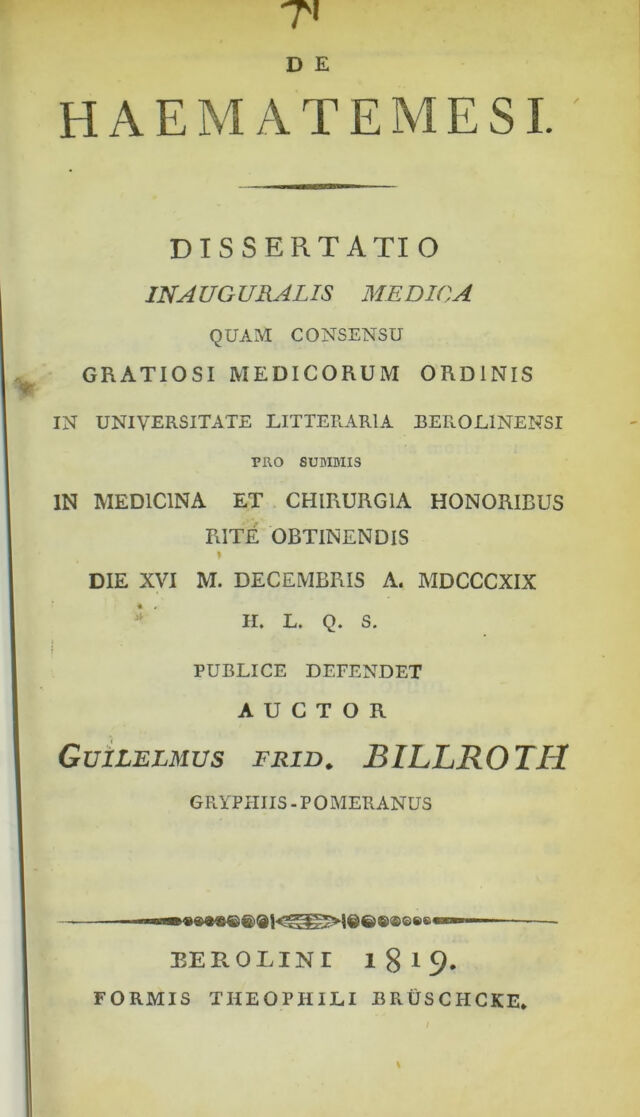 DE
HAEMATEMESI.
DISSERTATIO
INAUGURALIS MEDICA
QUAM CONSENSU
GRATIOSI MEDICORUM ORDINIS
IN UNIVERSITATE LITTERARIA BEROLINENSI
PRO SUMMIS
IN MEDICINA ET CHIRURGIA HONORIBUS
RITE OBTINENDIS
DIE XVI M. DECEMBRIS A. MDCCCXIX
H. L. Q. S.
PUBLICE DEFENDET
AUCTOR
GUILELMUS FRID. BILLROTH
GRYPHIIS-POMERANUS
BEROLINI 1819.
FORMIS THEOPHILI BRÜSCHCKE.